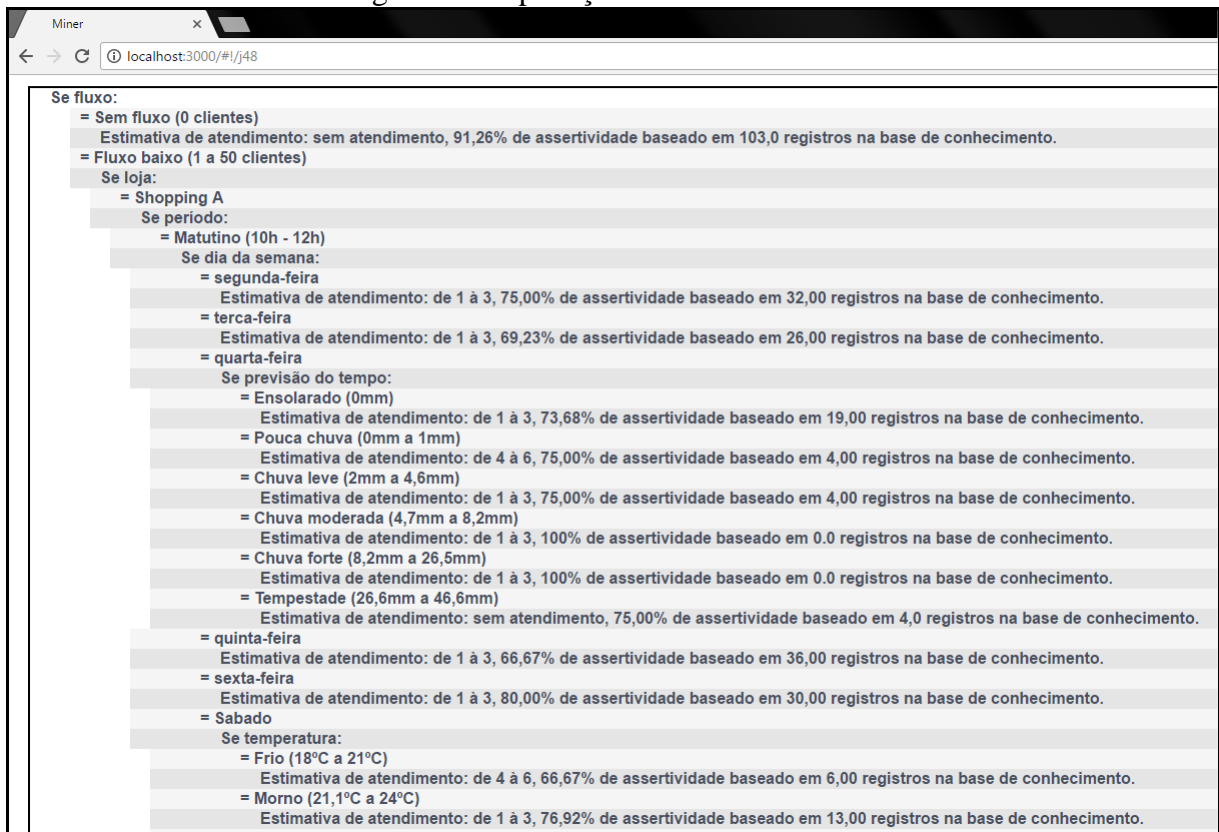 Miner
localhost:3000/#!/j48
Se fluxo:
= Sem fluxo (0 clientes)
Estimativa de atendimento: sem atendimento, 91,26% de assertividade baseado em 103,0 registros na base de conhecimento.
= Fluxo baixo (1 a 50 clientes)
Se loja:
= Shopping A
Se período:
= Matutino (10h - 12h)
Se dia da semana:
= segunda-feira
Estimativa de atendimento: de 1 à 3, 75,00% de assertividade baseado em 32,00 registros na base de conhecimento.
= terca-feira
Estimativa de atendimento: de 1 à 3, 69,23% de assertividade baseado em 26,00 registros na base de conhecimento.
= quarta-feira
Se previsão do tempo:
= Ensolarado (0mm)
Estimativa de atendimento: de 1 à 3, 73,68% de assertividade baseado em 19,00 registros na base de conhecimento.
= Pouca chuva (0mm a 1mm)
Estimativa de atendimento: de 4 à 6, 75,00% de assertividade baseado em 4,00 registros na base de conhecimento.
= Chuva leve (2mm a 4,6mm)
Estimativa de atendimento: de 1 à 3, 75,00% de assertividade baseado em 4,00 registros na base de conhecimento.
= Chuva moderada (4,7mm a 8,2mm)
Estimativa de atendimento: de 1 à 3, 100% de assertividade baseado em 0.0 registros na base de conhecimento.
= Chuva forte (8,2mm a 26,5mm)
Estimativa de atendimento: de 1 à 3, 100% de assertividade baseado em 0.0 registros na base de conhecimento.
= Tempestade (26,6mm a 46,6mm)
Estimativa de atendimento: sem atendimento, 75,00% de assertividade baseado em 4,0 registros na base de conhecimento.
= quinta-feira
Estimativa de atendimento: de 1 à 3, 66,67% de assertividade baseado em 36,00 registros na base de conhecimento.
= sexta-feira
Estimativa de atendimento: de 1 à 3, 80,00% de assertividade baseado em 30,00 registros na base de conhecimento.
= Sabado
Se temperatura:
= Frio (18ºC a 21ºC)
Estimativa de atendimento: de 4 à 6, 66,67% de assertividade baseado em 6,00 registros na base de conhecimento.
= Morno (21,1ºC a 24ºC)
Estimativa de atendimento: de 1 à 3, 76,92% de assertividade baseado em 13,00 registros na base de conhecimento.